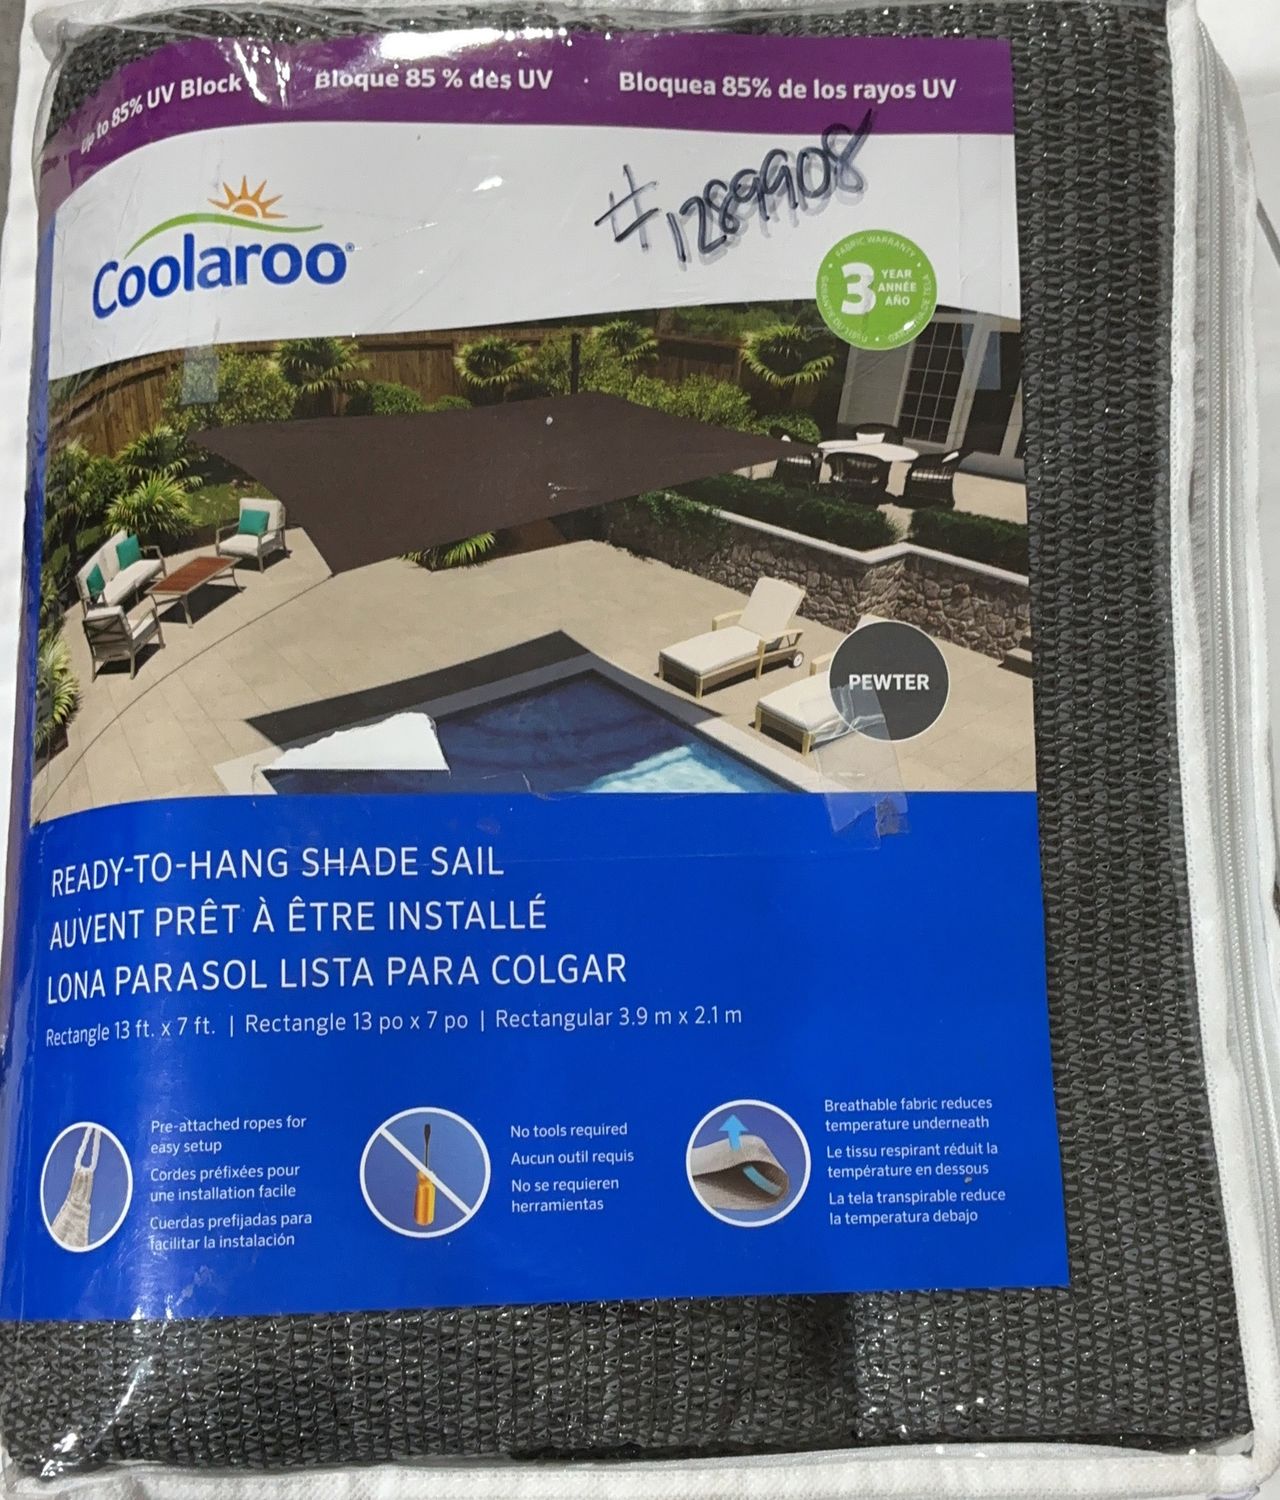 Up to 85% UV Block · Bloque 85 % des UV · Bloquea 85% de los rayos UV
#1289908
Coolaroo®
FABRIC WARRANTY
3 YEAR
ANNÉE
AÑO
PEWTER
READY-TO-HANG SHADE SAIL
AUVENT PRÊT À ÊTRE INSTALLÉ
LONA PARASOL LISTA PARA COLGAR
Rectangle 13 ft. x 7 ft. | Rectangle 13 po x 7 po | Rectangular 3.9 m x 2.1 m
Pre-attached ropes for
easy setup
Cordes préfixées pour
une installation facile
Cuerdas prefijadas para
facilitar la instalación
No tools required
Aucun outil requis
No se requieren
herramientas
Breathable fabric reduces
temperature underneath
Le tissu respirant réduit la
température en dessous
La tela transpirable reduce
la temperatura debajo